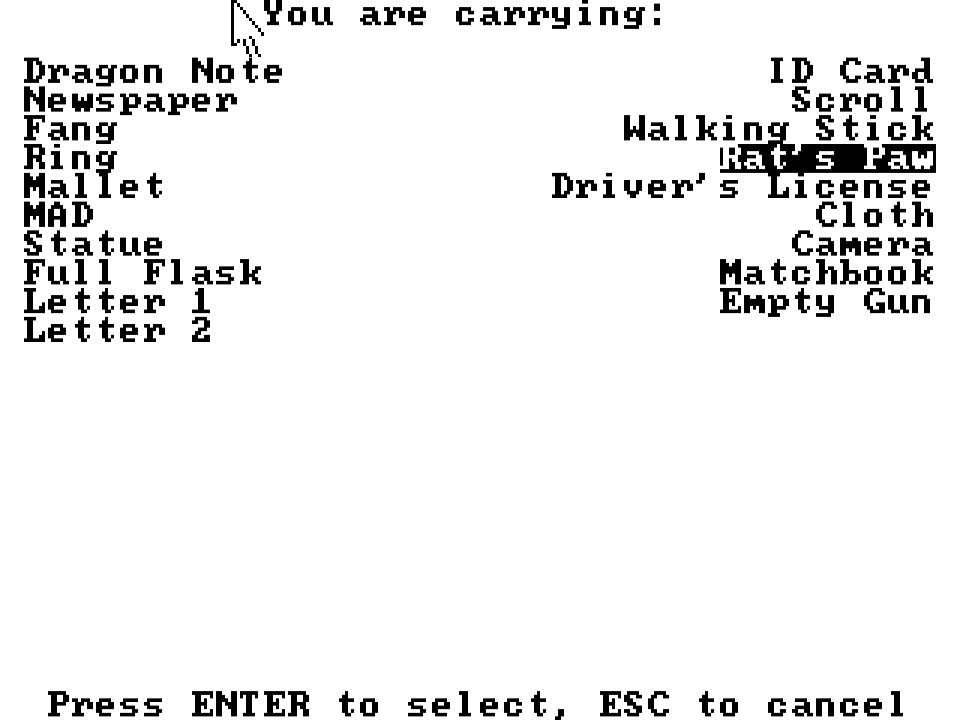 You are carrying:
Dragon Note ID Card
Newspaper Scroll
Fang Walking Stick
Ring Rat's Paw
Mallet Driver's License
MAD Cloth
Statue Camera
Full Flask Matchbook
Letter 1 Empty Gun
Letter 2
Press ENTER to select, ESC to cancel